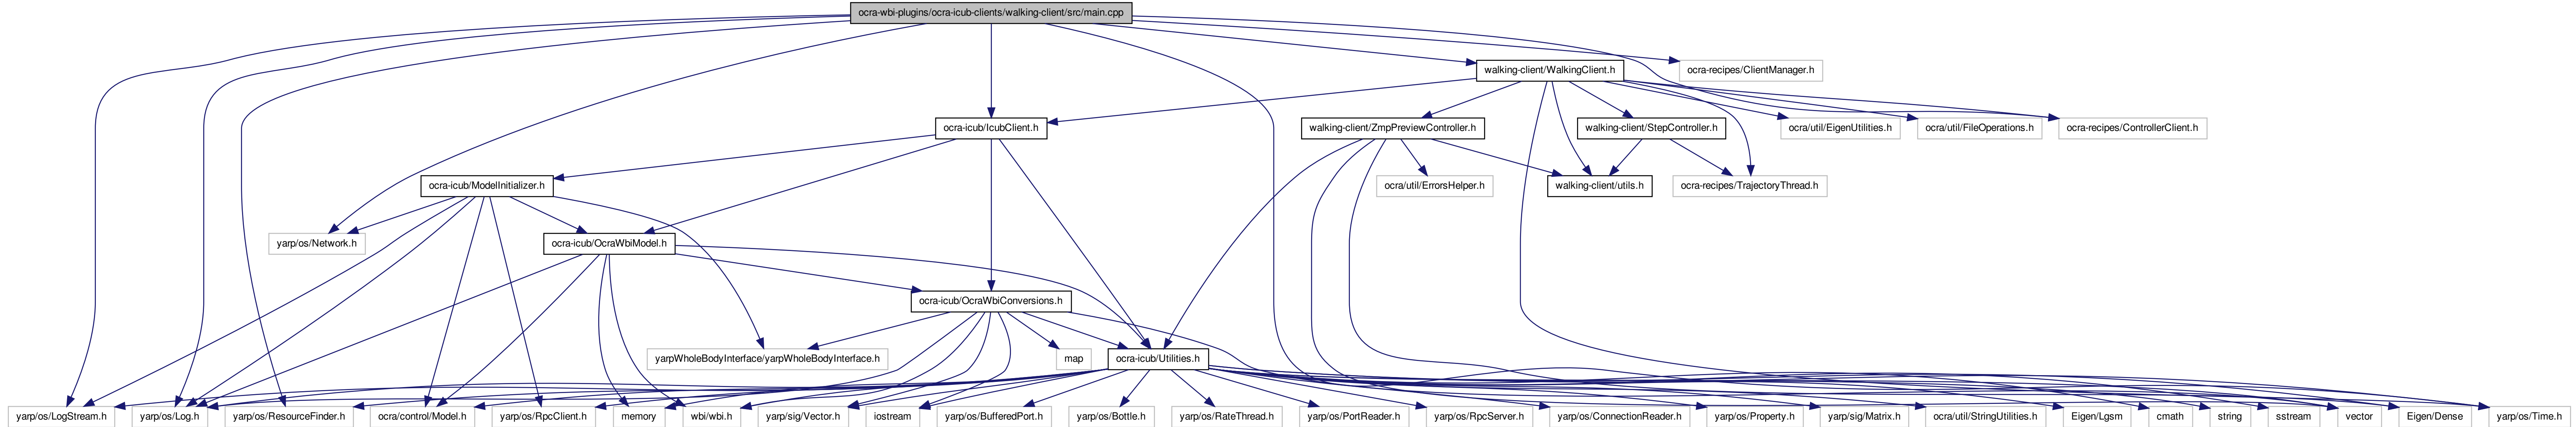 ocra-wbi-plugins/ocra-icub-clients/walking-client/src/main.cpp
walking-client/WalkingClient.h
ocra-recipes/ClientManager.h
ocra-icub/IcubClient.h
walking-client/ZmpPreviewController.h
walking-client/StepController.h
ocra/util/EigenUtilities.h
ocra/util/FileOperations.h
ocra-recipes/ControllerClient.h
ocra-icub/ModelInitializer.h
ocra/util/ErrorsHelper.h
walking-client/utils.h
ocra-recipes/TrajectoryThread.h
yarp/os/Network.h
ocra-icub/OcraWbiModel.h
ocra-icub/OcraWbiConversions.h
yarpWholeBodyInterface/yarpWholeBodyInterface.h
map
ocra-icub/Utilities.h
yarp/os/LogStream.h
yarp/os/Log.h
yarp/os/ResourceFinder.h
ocra/control/Model.h
yarp/os/RpcClient.h
memory
wbi/wbi.h
yarp/sig/Vector.h
iostream
yarp/os/BufferedPort.h
yarp/os/Bottle.h
yarp/os/RateThread.h
yarp/os/PortReader.h
yarp/os/RpcServer.h
yarp/os/ConnectionReader.h
yarp/os/Property.h
yarp/sig/Matrix.h
ocra/util/StringUtilities.h
Eigen/Lgsm
cmath
string
sstream
vector
Eigen/Dense
yarp/os/Time.h